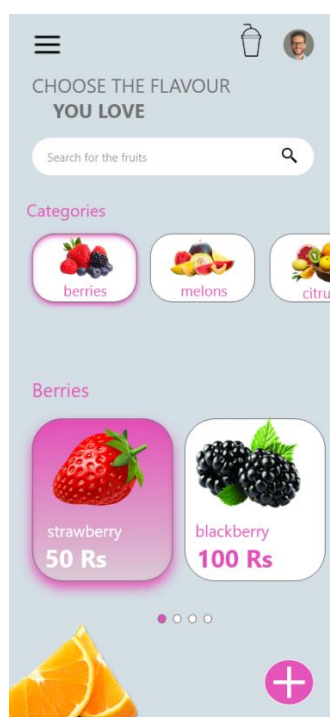 CHOOSE THE FLAVOUR
YOU LOVE
Search for the fruits
Categories
berries
melons
citru
Berries
strawberry
50 Rs
blackberry
100 Rs